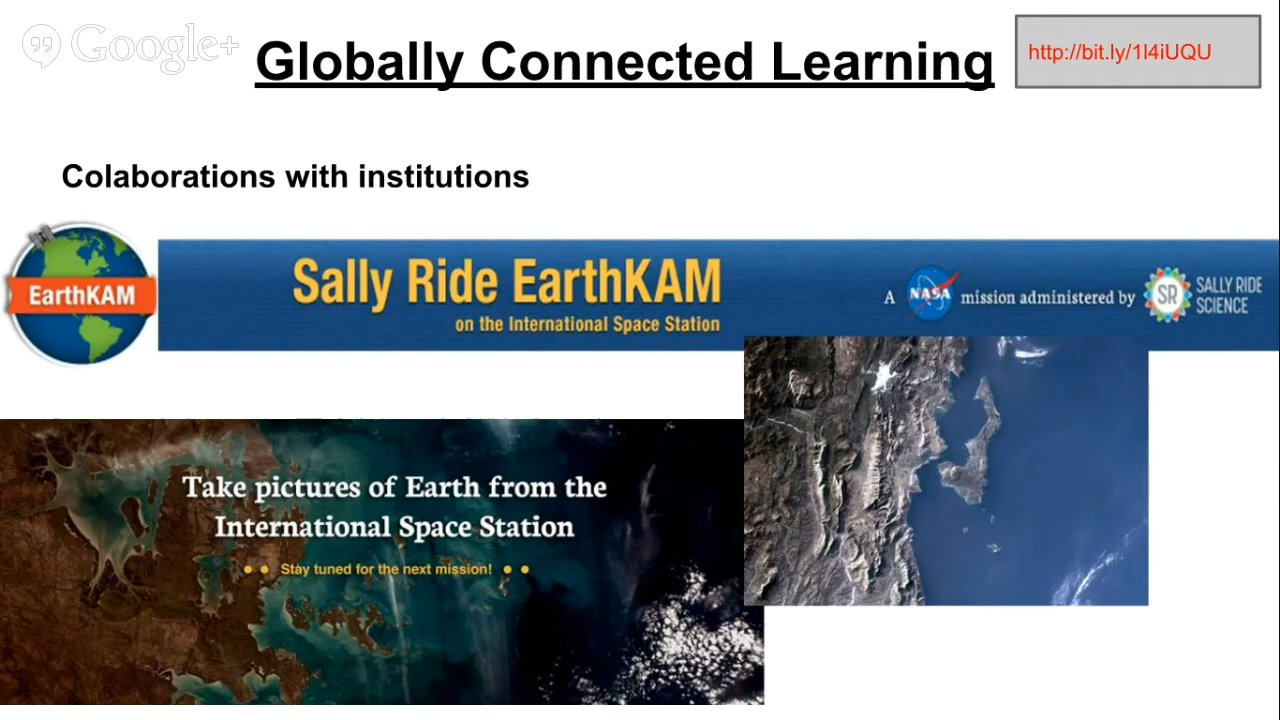 Google+
Globally Connected Learning
http://bit.ly/1l4iUQU
Colaborations with institutions
EarthKAM
Sally Ride EarthKAM
on the International Space Station
A NASA mission administered by SR SALLY RIDE SCIENCE
Take pictures of Earth from the
International Space Station
Stay tuned for the next mission!